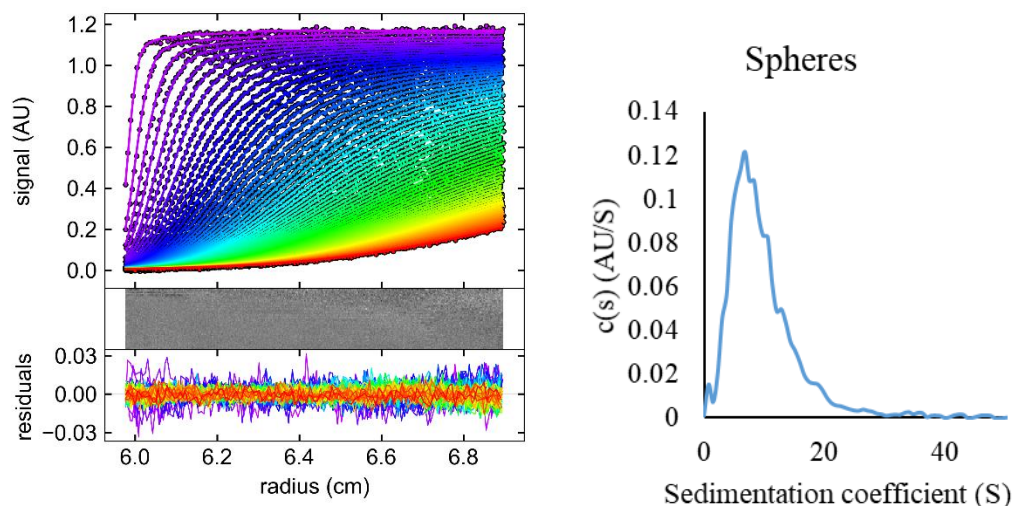 1.2
1.0
0.8
0.6
0.4
0.2
0.0
signal (AU)
0.03
0.00
−0.03
residuals
6.0 6.2 6.4 6.6 6.8
radius (cm)
Spheres
0.14
0.12
0.1
0.08
0.06
0.04
0.02
0
c(s) (AU/S)
0 20 40
Sedimentation coefficient (S)